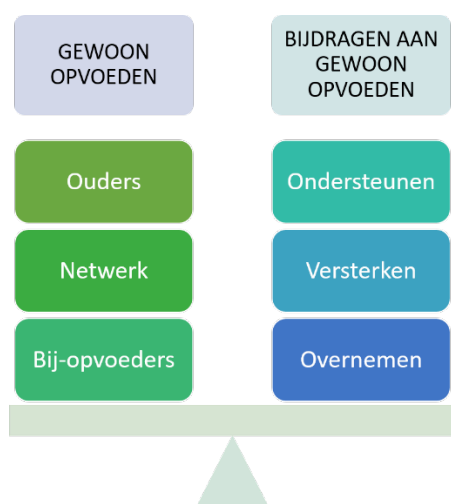 GEWOON
OPVOEDEN
BIJDRAGEN AAN
GEWOON
OPVOEDEN
Ouders
Ondersteunen
Netwerk
Versterken
Bij-opvoeders
Overnemen